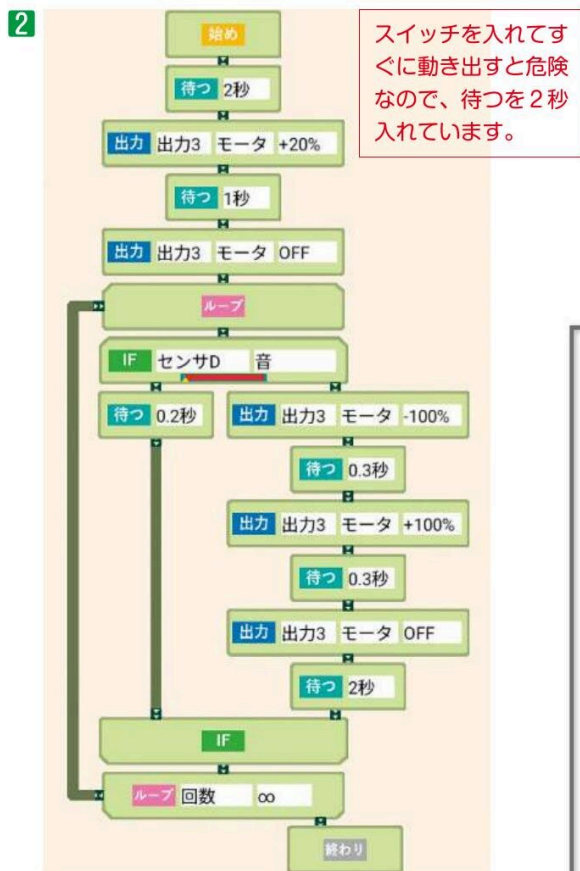 2
始め
スイッチを入れてす
ぐに動き出すと危険
なので、待つを2秒
入れています。
待つ 2秒
出力 出力3 モータ +20%
待つ 1秒
出力 出力3 モータ OFF
ループ
IF センサD 音
待つ 0.2秒
出力 出力3 モータ -100%
待つ 0.3秒
出力 出力3 モータ +100%
待つ 0.3秒
出力 出力3 モータ OFF
待つ 2秒
IF
ループ 回数 ∞
終わり